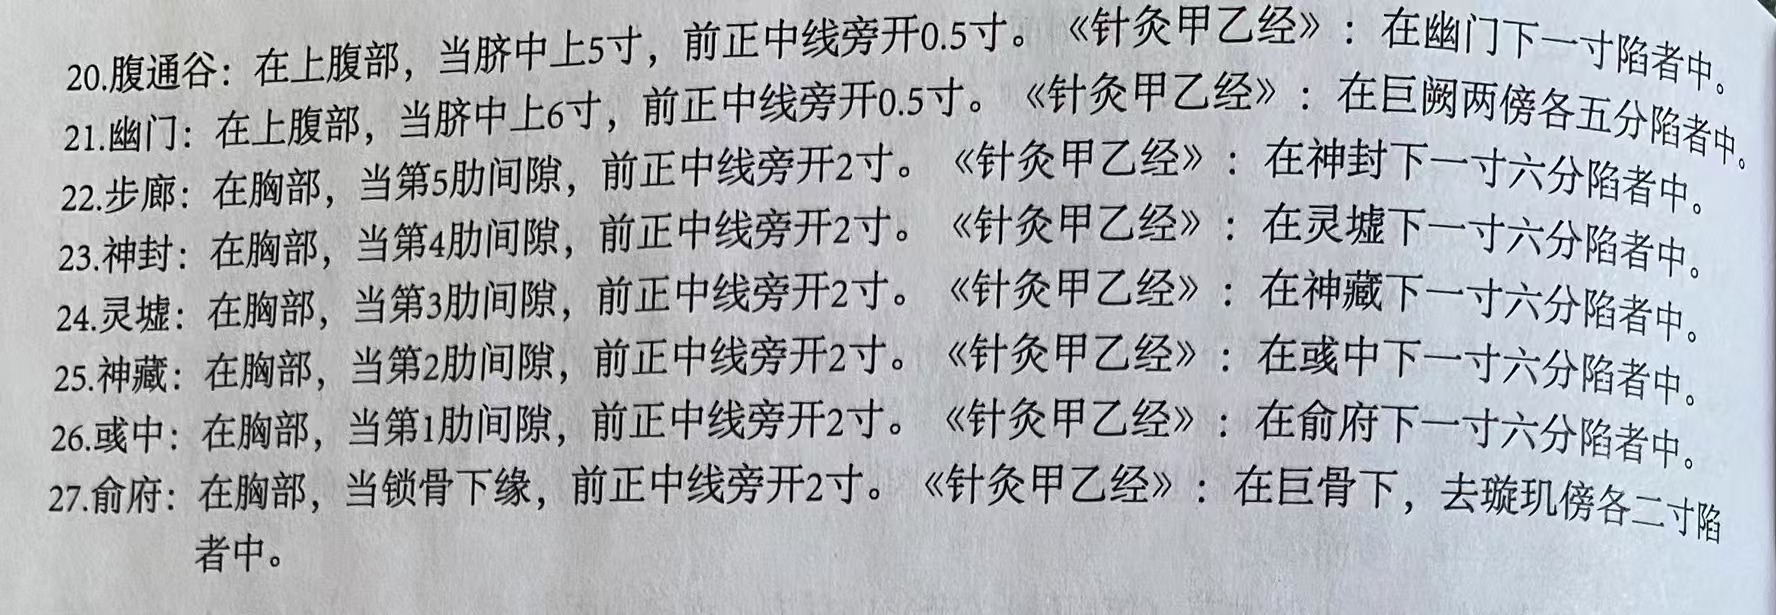 20.腹通谷：在上腹部，当脐中上5寸，前正中线旁开0.5寸。《针灸甲乙经》：在幽门下一寸陷者中。
21.幽门：在上腹部，当脐中上6寸，前正中线旁开0.5寸。《针灸甲乙经》：在巨阙两傍各五分陷者中。
22.步廊：在胸部，当第5肋间隙，前正中线旁开2寸。《针灸甲乙经》：在神封下一寸六分陷者中。
23.神封：在胸部，当第4肋间隙，前正中线旁开2寸。《针灸甲乙经》：在灵墟下一寸六分陷者中。
24.灵墟：在胸部，当第3肋间隙，前正中线旁开2寸。《针灸甲乙经》：在神藏下一寸六分陷者中。
25.神藏：在胸部，当第2肋间隙，前正中线旁开2寸。《针灸甲乙经》：在彧中下一寸六分陷者中。
26.彧中：在胸部，当第1肋间隙，前正中线旁开2寸。《针灸甲乙经》：在俞府下一寸六分陷者中。
27.俞府：在胸部，当锁骨下缘，前正中线旁开2寸。《针灸甲乙经》：在巨骨下，去璇玑傍各二寸陷
者中。